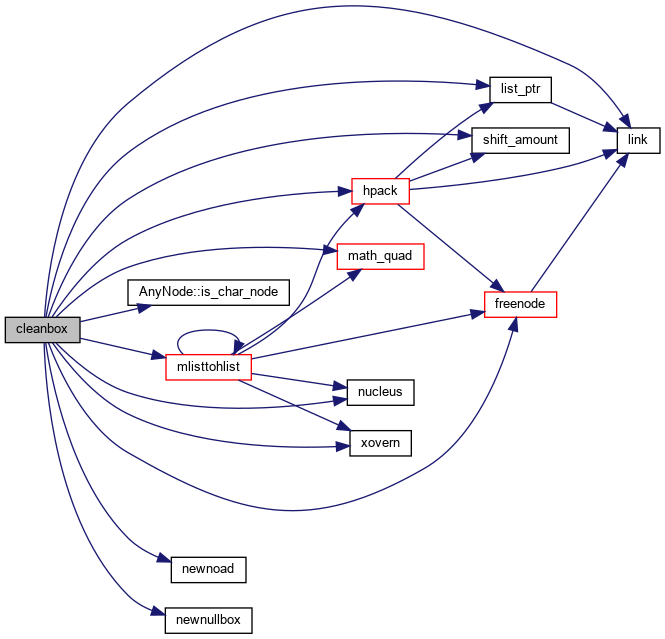 list_ptr
shift_amount
link
hpack
math_quad
AnyNode::is_char_node
freenode
cleanbox
mlisttohlist
nucleus
xovern
newnoad
newnullbox